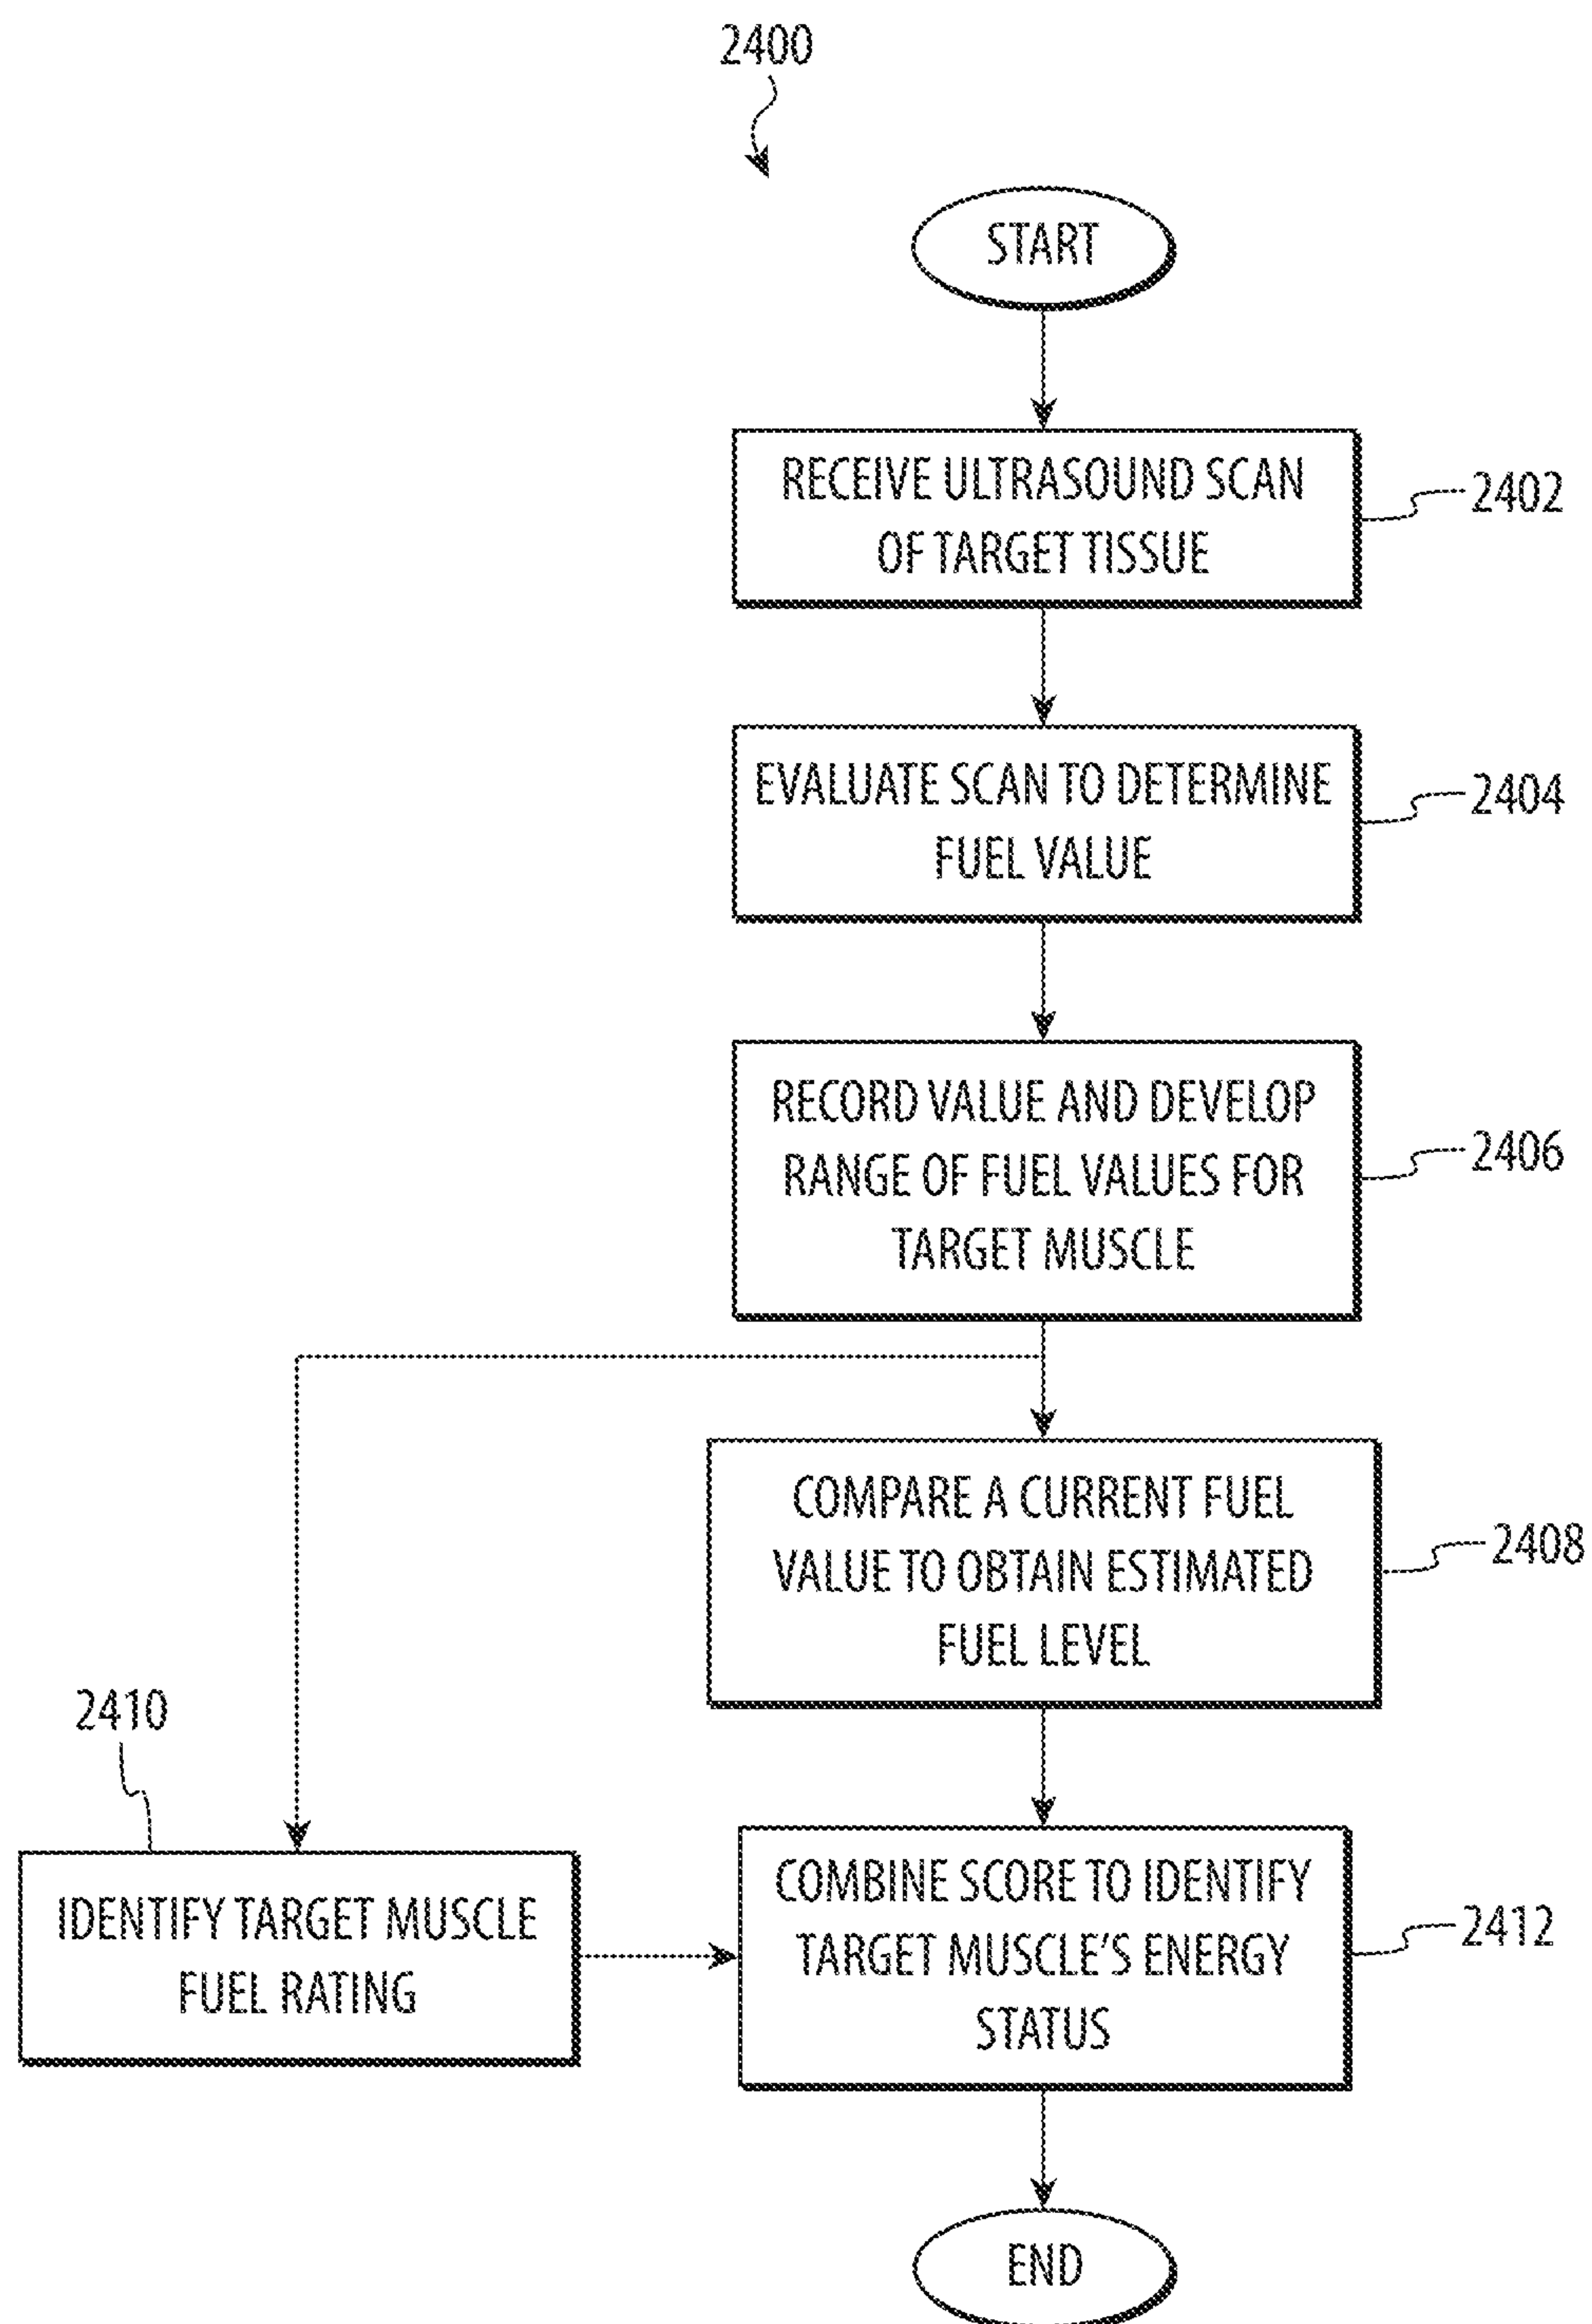 2400
START
RECEIVE ULTRASOUND SCAN
OF TARGET TISSUE
2402
EVALUATE SCAN TO DETERMINE
FUEL VALUE
2404
RECORD VALUE AND DEVELOP
RANGE OF FUEL VALUES FOR
TARGET MUSCLE
2406
COMPARE A CURRENT FUEL
VALUE TO OBTAIN ESTIMATED
FUEL LEVEL
2408
2410
IDENTIFY TARGET MUSCLE
FUEL RATING
COMBINE SCORE TO IDENTIFY
TARGET MUSCLE'S ENERGY
STATUS
2412
END